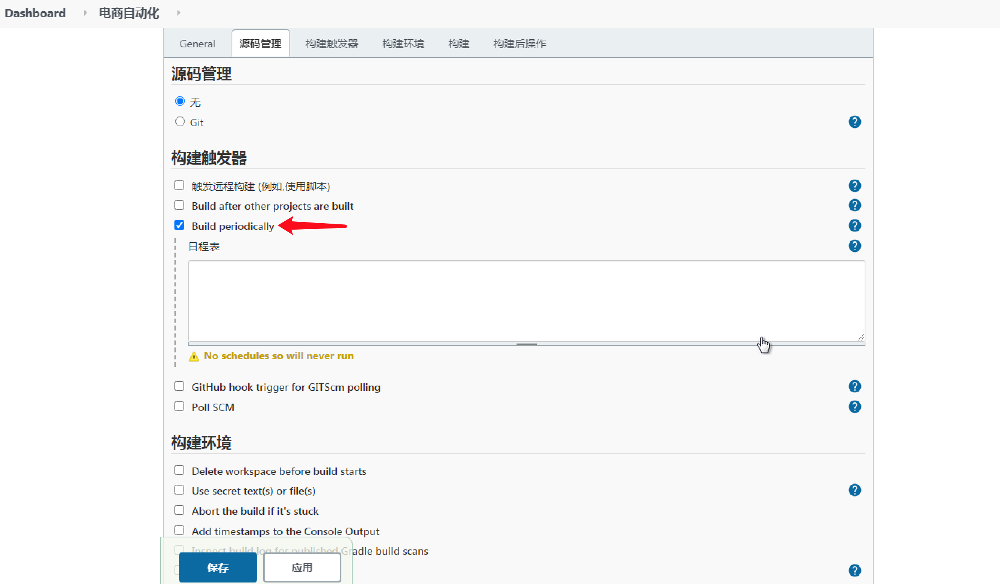 Dashboard 电商自动化
General 源码管理 构建触发器 构建环境 构建 构建后操作
源码管理
无
Git
构建触发器
触发远程构建 (例如,使用脚本)
Build after other projects are built
Build periodically
日程表
No schedules so will never run
GitHub hook trigger for GITScm polling
Poll SCM
构建环境
Delete workspace before build starts
Use secret text(s) or file(s)
Abort the build if it's stuck
Add timestamps to the Console Output
Inspect build log for published Gradle build scans
保存 应用